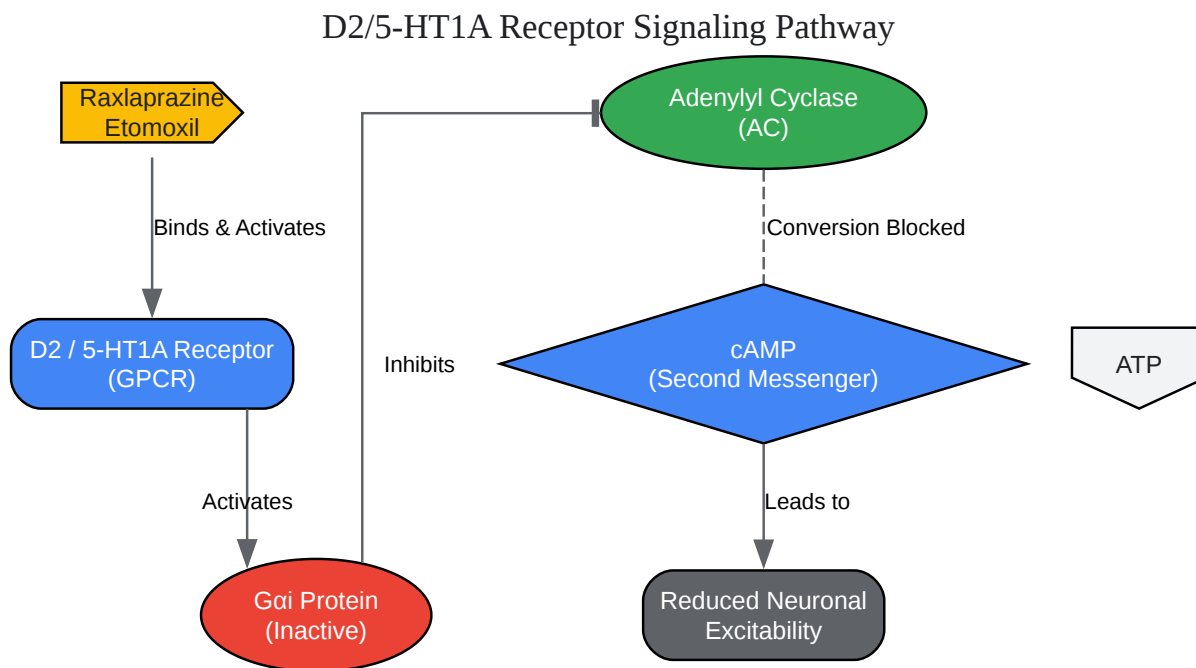 D2/5-HT1A Receptor Signaling Pathway
Raxlaprazine
Etomoxil
Adenylyl Cyclase
(AC)
Binds & Activates
Conversion Blocked
D2 / 5-HT1A Receptor
(GPCR)
Inhibits
cAMP
(Second Messenger)
ATP
Activates
Leads to
Gαi Protein
(Inactive)
Reduced Neuronal
Excitability